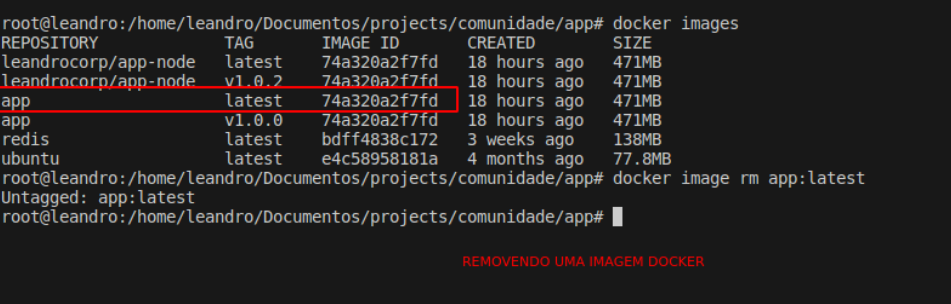 root@leandro:/home/leandro/Documentos/projects/comunidade/app# docker images
REPOSITORY TAG IMAGE ID CREATED SIZE
leandrocorp/app-node latest 74a320a2f7fd 18 hours ago 471MB
leandrocorp/app-node v1.0.2 74a320a2f7fd 18 hours ago 471MB
app latest 74a320a2f7fd 18 hours ago 471MB
app v1.0.0 74a320a2f7fd 18 hours ago 471MB
redis latest bdff4838c172 3 weeks ago 138MB
ubuntu latest e4c58958181a 4 months ago 77.8MB
root@leandro:/home/leandro/Documentos/projects/comunidade/app# docker image rm app:latest
Untagged: app:latest
root@leandro:/home/leandro/Documentos/projects/comunidade/app#
REMOVENDO UMA IMAGEM DOCKER